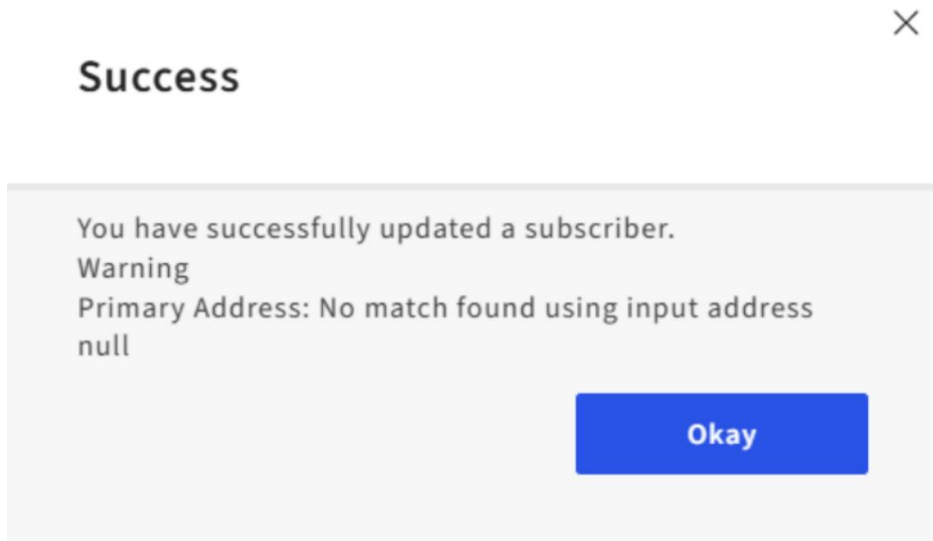 Success
You have successfully updated a subscriber.
Warning
Primary Address: No match found using input address
null
Okay